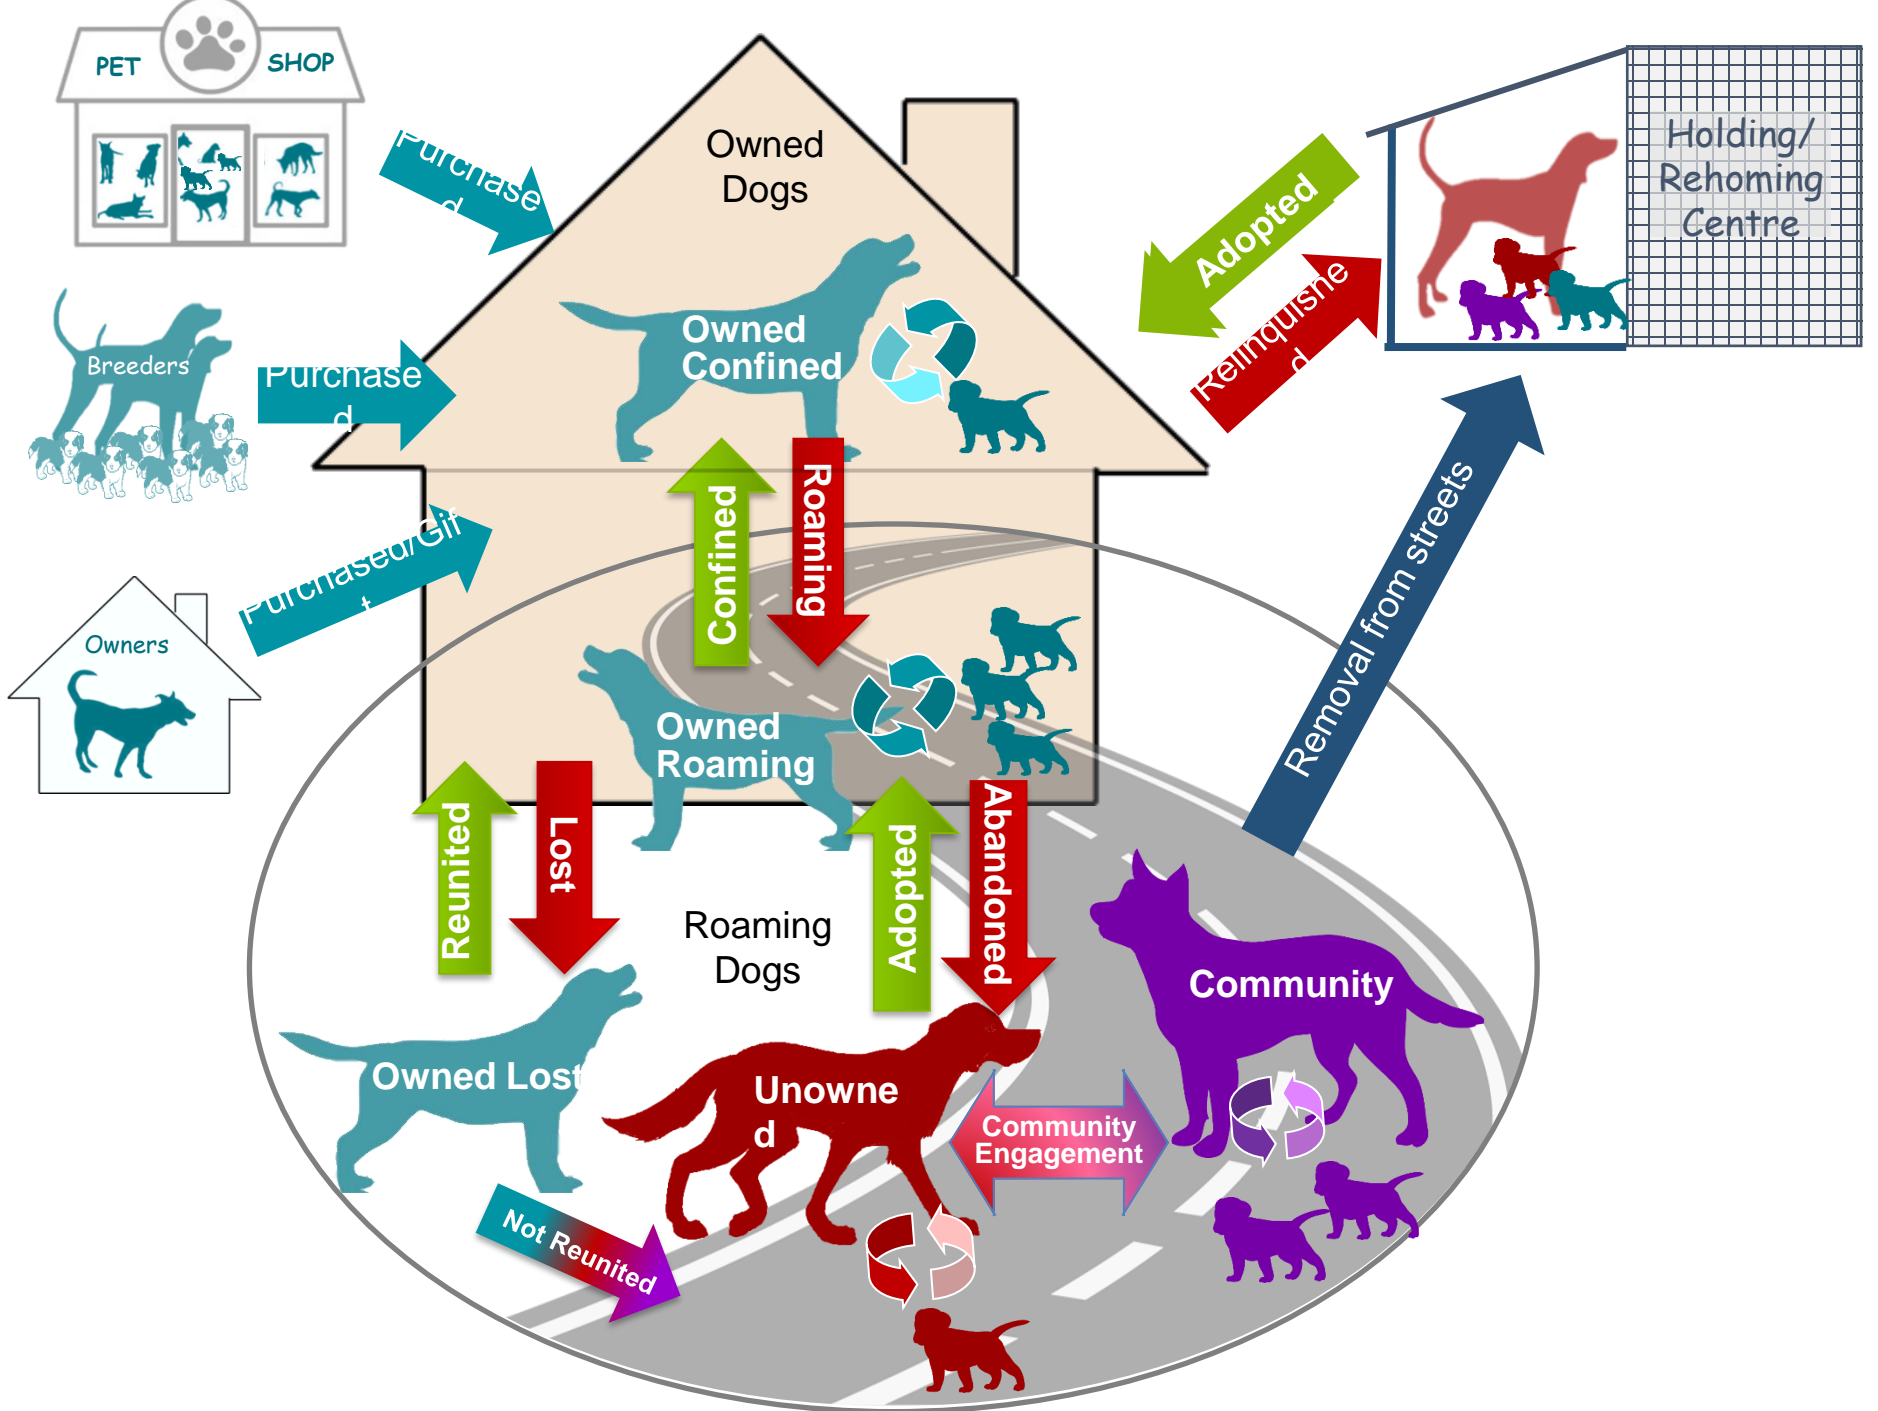 PET SHOP
Owned
Dogs
Holding/
Rehoming
Centre
Purchase
d
Adopted
Relinquishe
d
Owned
Confined
Breeders
Purchase
d
Roaming
Confined
Purchased/Gif
t
Removal from streets
Owners
Owned
Roaming
Reunited
Lost
Adopted
Abandoned
Roaming
Dogs
Community
Owned Lost
Unowne
d
Community
Engagement
Not Reunited